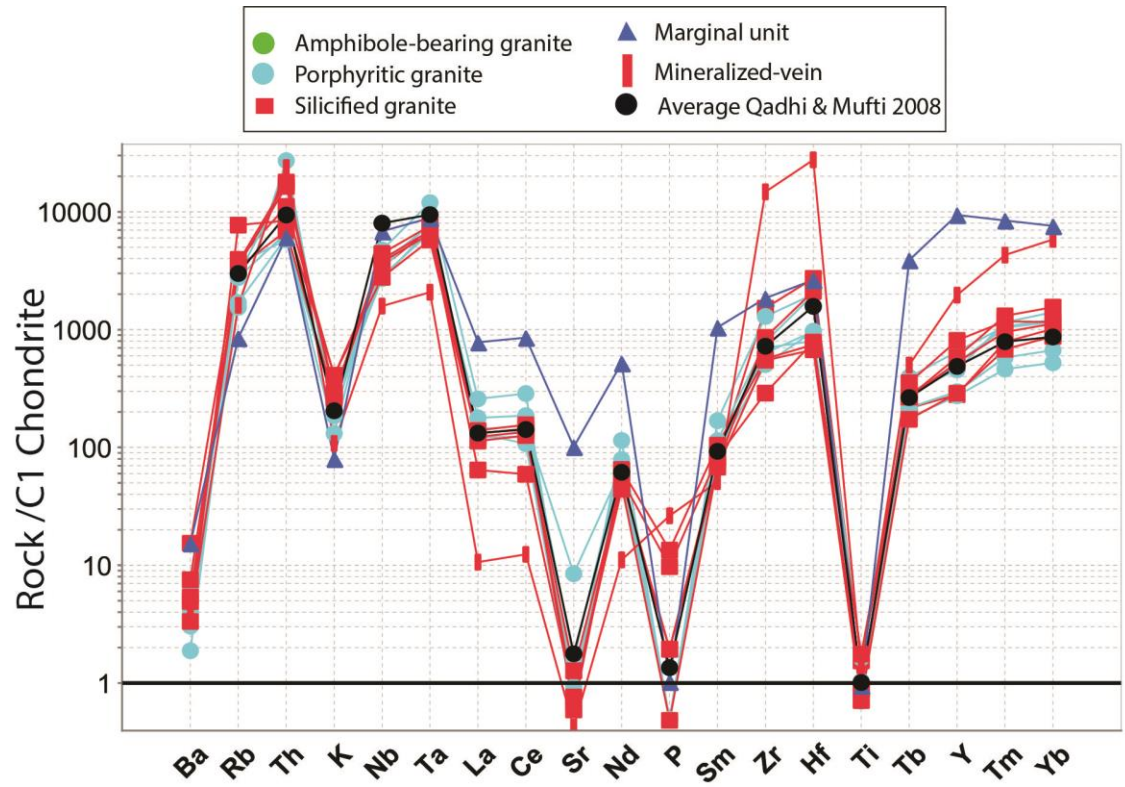 Amphibole-bearing granite
Porphyritic granite
Silicified granite
Marginal unit
Mineralized-vein
Average Qadhi & Mufti 2008
Rock /C1 Chondrite
10000
1000
100
10
1
Ba Rb Th K Nb Ta La Ce Sr Nd P Sm Zr Hf Ti Tb Y Tm Yb